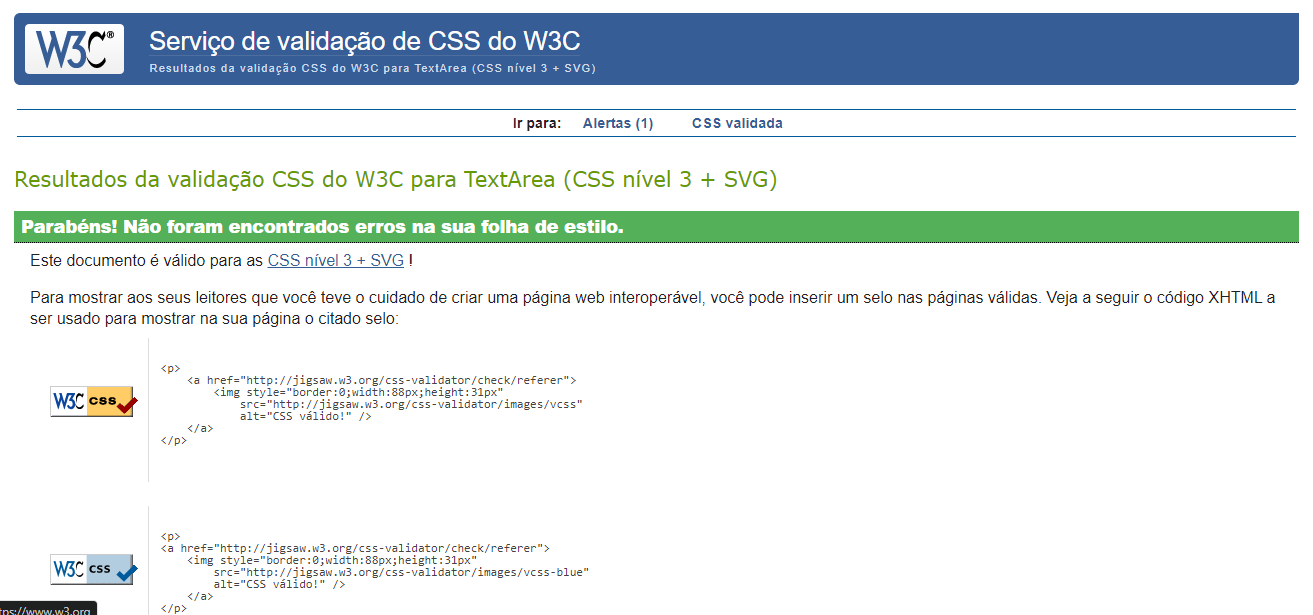 W3C® Serviço de validação de CSS do W3C
Resultados da validação CSS do W3C para TextArea (CSS nível 3 + SVG)
Ir para: Alertas (1) CSS validada
Resultados da validação CSS do W3C para TextArea (CSS nível 3 + SVG)
Parabéns! Não foram encontrados erros na sua folha de estilo.
Este documento é válido para as CSS nível 3 + SVG !
Para mostrar aos seus leitores que você teve o cuidado de criar uma página web interoperável, você pode inserir um selo nas páginas válidas. Veja a seguir o código XHTML a
ser usado para mostrar na sua página o citado selo:
W3C css
<p>
<a href="http://jigsaw.w3.org/css-validator/check/referer">
<img style="border:0;width:88px;height:31px"
src="http://jigsaw.w3.org/css-validator/images/vcss"
alt="CSS válido!" />
</a>
</p>
W3C css
<p>
<a href="http://jigsaw.w3.org/css-validator/check/referer">
<img style="border:0;width:88px;height:31px"
src="http://jigsaw.w3.org/css-validator/images/vcss-blue"
alt="CSS válido!" />
</a>
</p>
tps://www.w3.org